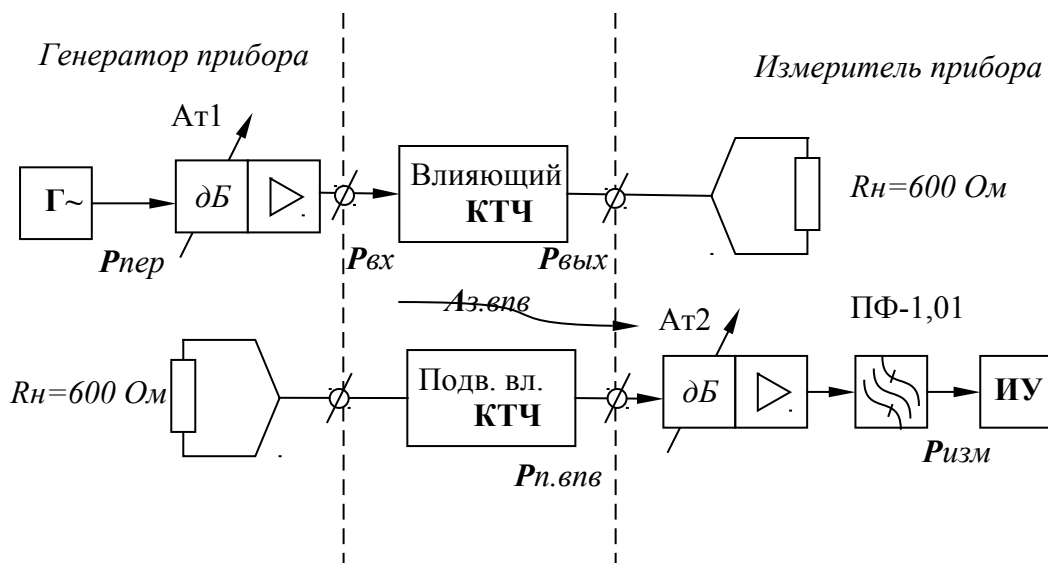 Генератор прибора
Измеритель прибора
Ат1
Г~
дБ
Влияющий
КТЧ
Rн=600 Ом
Рпер
Рвх
Рвых
Аз.впв
Ат2
ПФ-1,01
Rн=600 Ом
Подв. вл.
КТЧ
дБ
ИУ
Рп.впв
Ризм